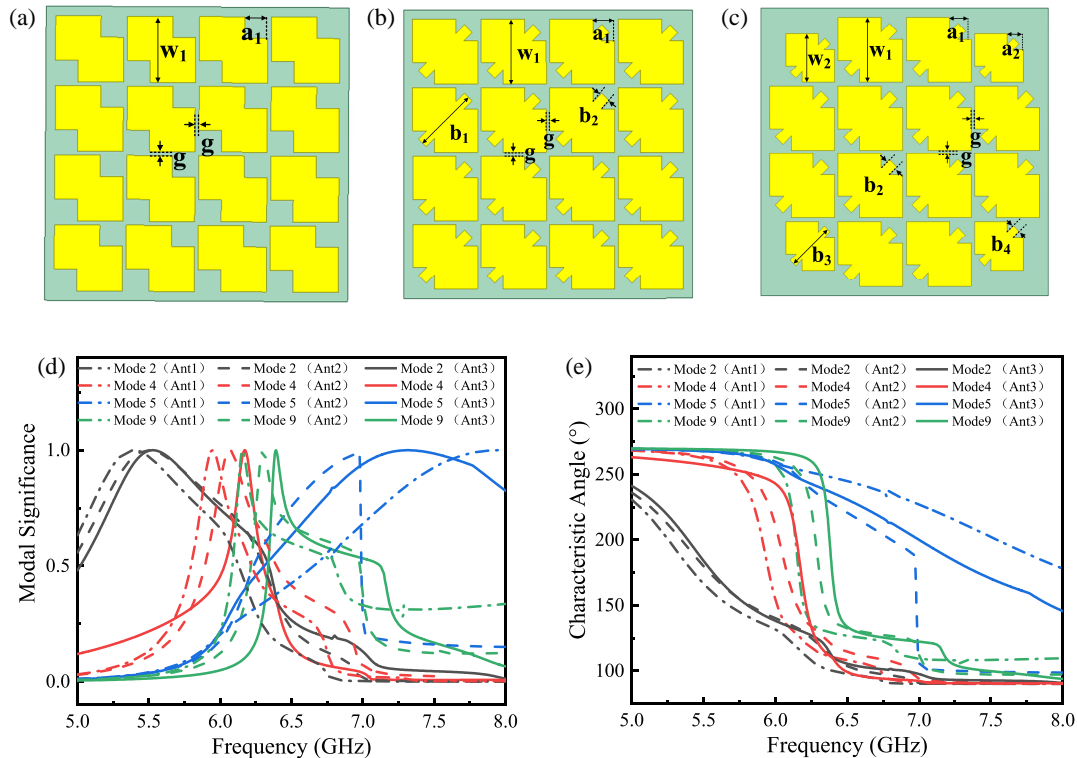 (a)
a1
w1
g
g
(b)
a1
w1
b1
b2
g
g
(c)
w2
w1
a1
a2
g
g
b2
b3
b4
(d)
Mode 2 (Ant1) Mode 2 (Ant2) Mode 2 (Ant3)
Mode 4 (Ant1) Mode 4 (Ant2) Mode 4 (Ant3)
Mode 5 (Ant1) Mode 5 (Ant2) Mode 5 (Ant3)
Mode 9 (Ant1) Mode 9 (Ant2) Mode 9 (Ant3)
Modal Significance
1.0
0.5
0.0
5.0 5.5 6.0 6.5 7.0 7.5 8.0
Frequency (GHz)
(e)
Mode 2 (Ant1) Mode2 (Ant2) Mode2 (Ant3)
Mode 4 (Ant1) Mode4 (Ant2) Mode4 (Ant3)
Mode 5 (Ant1) Mode5 (Ant2) Mode5 (Ant3)
Mode 9 (Ant1) Mode9 (Ant2) Mode9 (Ant3)
Characteristic Angle (°)
300
250
200
150
100
5.0 5.5 6.0 6.5 7.0 7.5 8.0
Frequency (GHz)